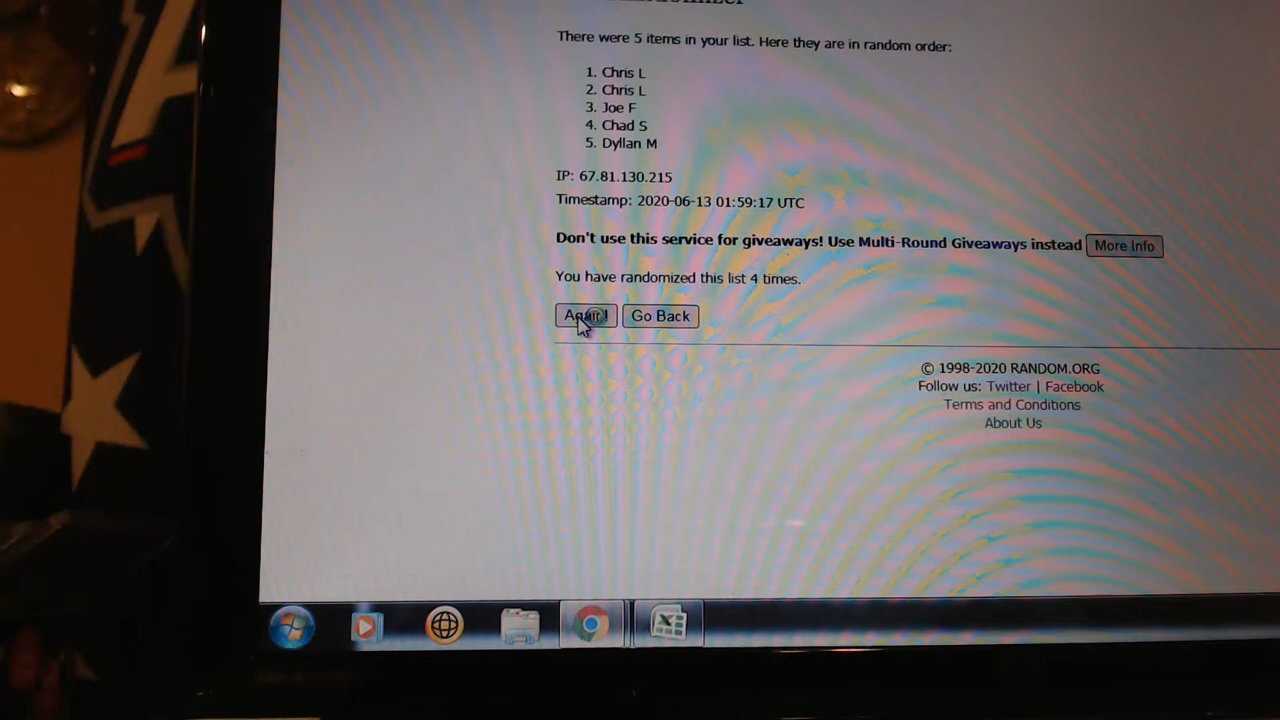 There were 5 items in your list. Here they are in random order:
1. Chris L
2. Chris L
3. Joe F
4. Chad S
5. Dyllan M
IP: 67.81.130.215
Timestamp: 2020-06-13 01:59:17 UTC
Don't use this service for giveaways! Use Multi-Round Giveaways instead More Info
You have randomized this list 4 times.
Again! Go Back
© 1998-2020 RANDOM.ORG
Follow us: Twitter | Facebook
Terms and Conditions
About Us